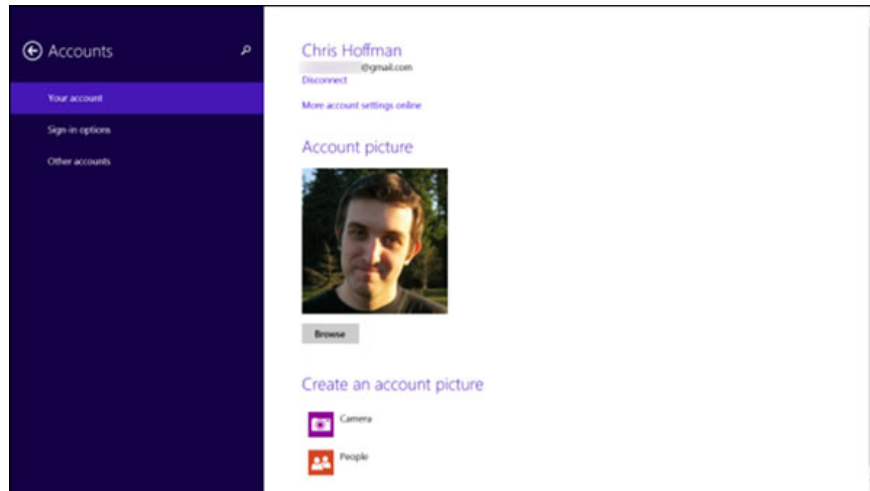 Accounts
Your account
Sign-in options
Other accounts
Chris Hoffman
@gmail.com
Disconnect
More account settings online
Account picture
Browse
Create an account picture
Camera
People